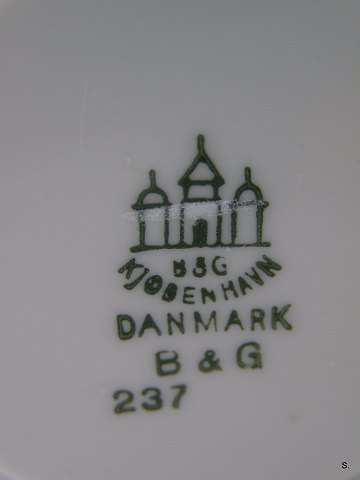 B&G
KJØBENHAVN
DANMARK
B & G
237
S.